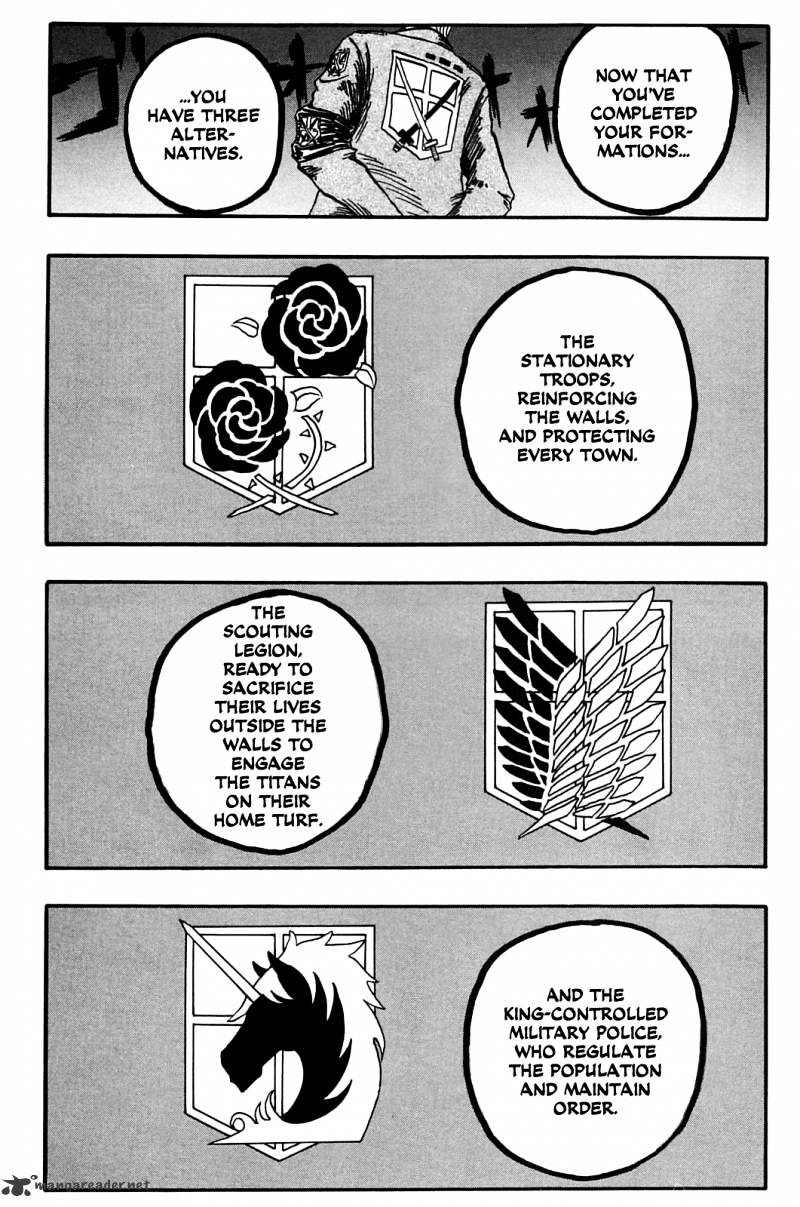 NOW THAT
YOU'VE
COMPLETED
YOUR FOR-
MATIONS...
...YOU
HAVE THREE
ALTER-
NATIVES.
THE
STATIONARY
TROOPS,
REINFORCING
THE WALLS,
AND PROTECTING
EVERY TOWN.
THE
SCOUTING
LEGION,
READY TO
SACRIFICE
THEIR LIVES
OUTSIDE THE
WALLS TO
ENGAGE
THE TITANS
ON THEIR
HOME TURF.
AND THE
KING-CONTROLLED
MILITARY POLICE,
WHO REGULATE
THE POPULATION
AND MAINTAIN
ORDER.
mangareader.net